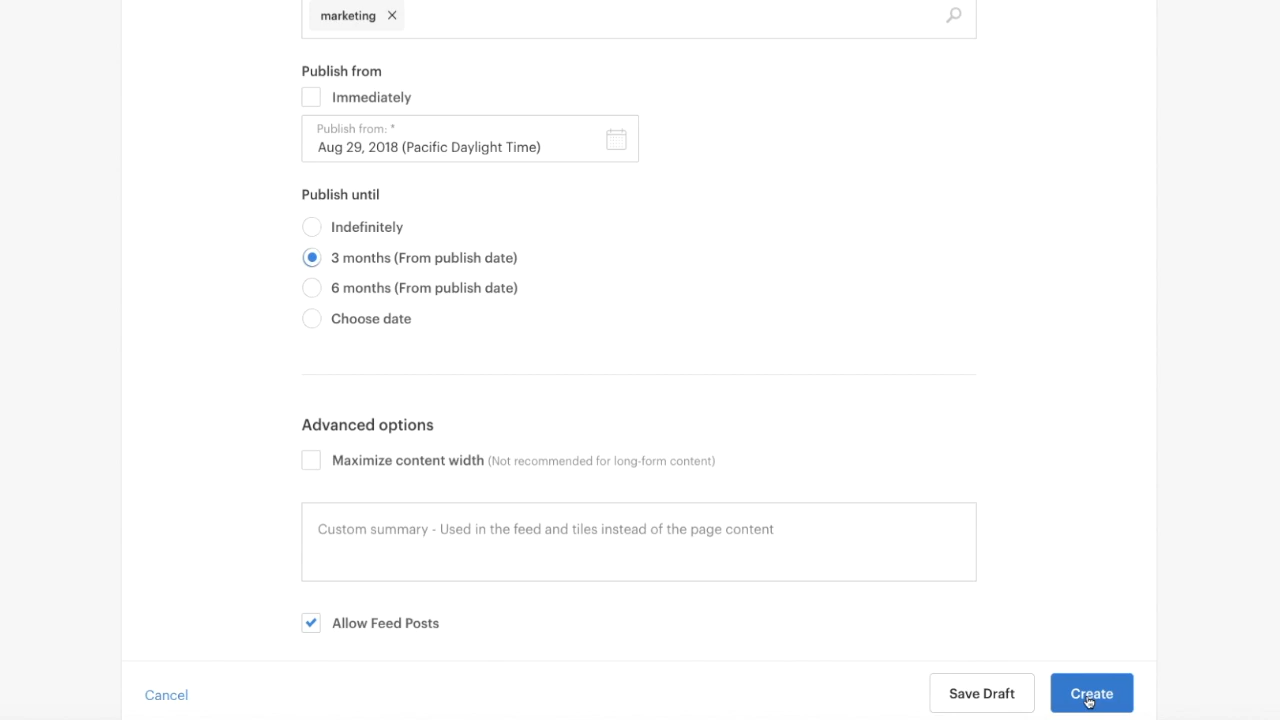 marketing
Publish from
Immediately
Publish from: *
Aug 29, 2018 (Pacific Daylight Time)
Publish until
Indefinitely
3 months (From publish date)
6 months (From publish date)
Choose date
Advanced options
Maximize content width (Not recommended for long-form content)
Custom summary - Used in the feed and tiles instead of the page content
Allow Feed Posts
Cancel
Save Draft
Create